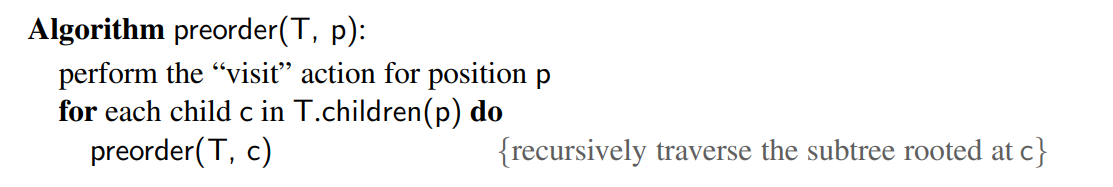 Algorithm preorder(T, p):
perform the “visit” action for position p
for each child c in T.children(p) do
preorder(T, c) {recursively traverse the subtree rooted at c}